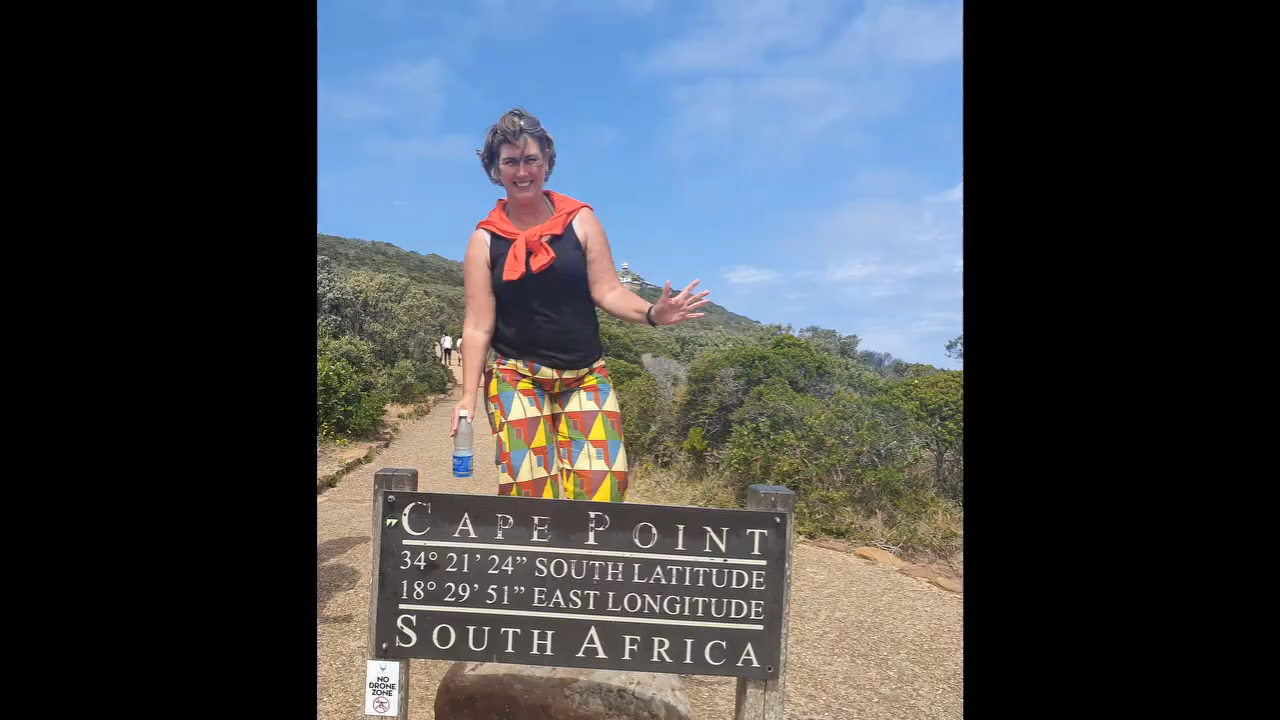 CAPE POINT
34° 21' 24" SOUTH LATITUDE
18° 29' 51" EAST LONGITUDE
SOUTH AFRICA
NO
DRONE
ZONE